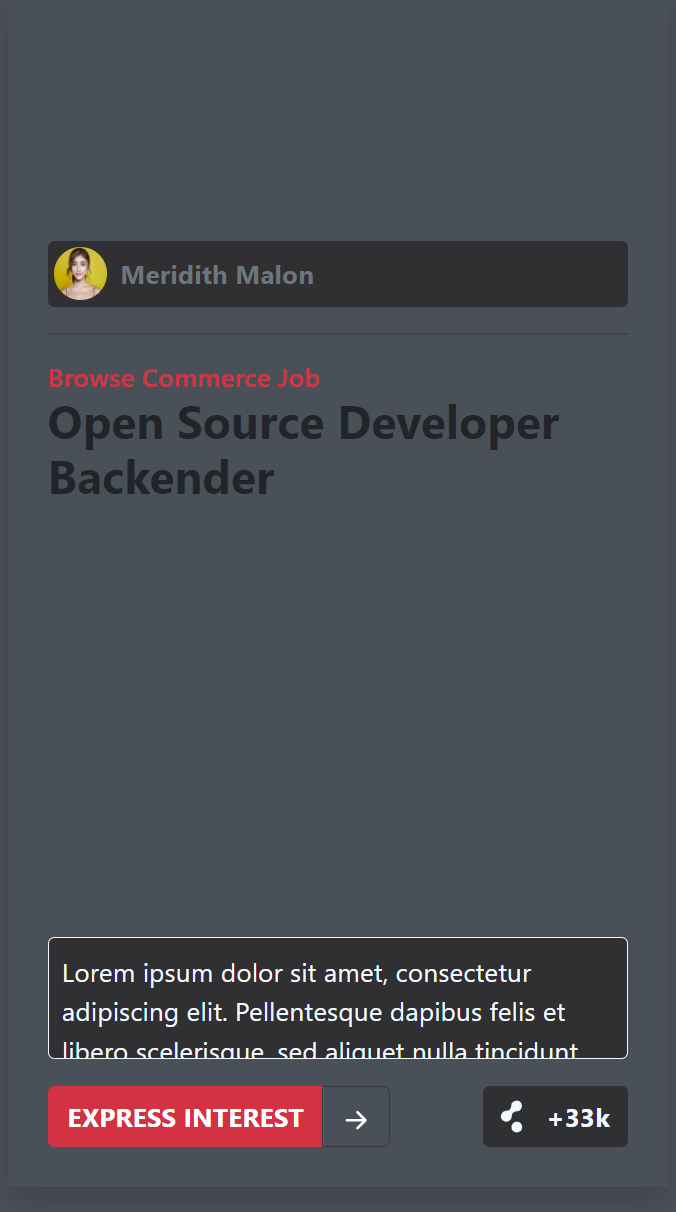 Meridith Malon
Browse Commerce Job
Open Source Developer
Backender
Lorem ipsum dolor sit amet, consectetur
adipiscing elit. Pellentesque dapibus felis et
libero scelerisque, sed aliquet nulla tincidunt
EXPRESS INTEREST
+33k